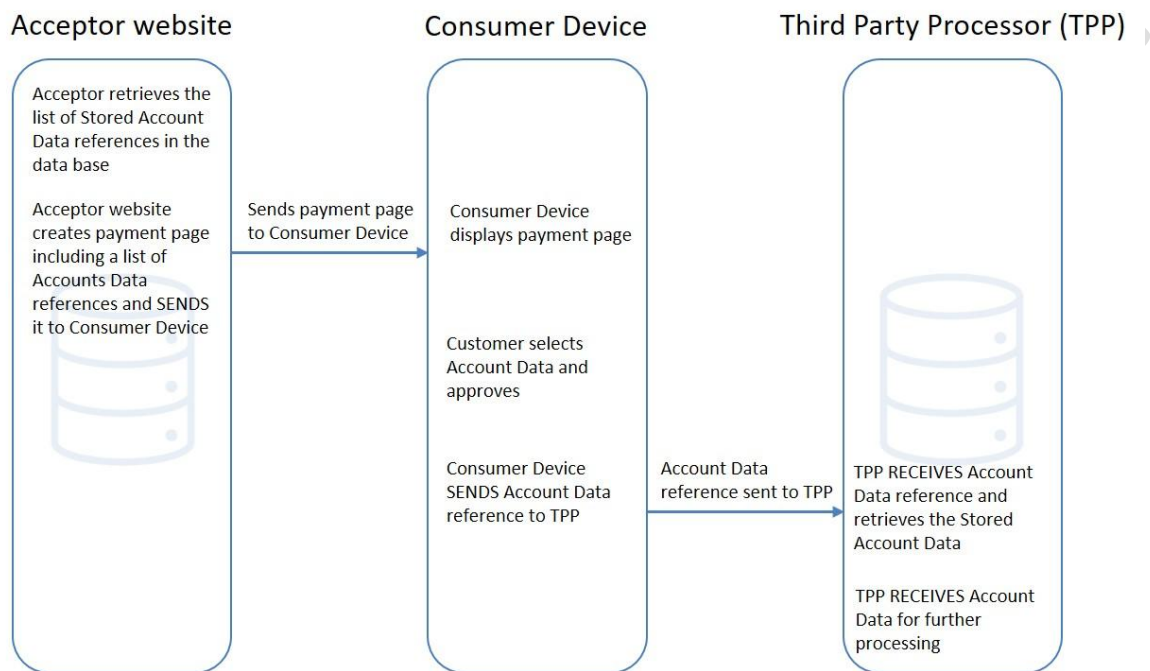 Acceptor website
Consumer Device
Third Party Processor (TPP)
Acceptor retrieves the
list of Stored Account
Data references in the
data base
Acceptor website
creates payment page
including a list of
Accounts Data
references and SENDS
it to Consumer Device
Sends payment page
to Consumer Device
Consumer Device
displays payment page
Customer selects
Account Data and
approves
Consumer Device
SENDS Account Data
reference to TPP
Account Data
reference sent to TPP
TPP RECEIVES Account
Data reference and
retrieves the Stored
Account Data
TPP RECEIVES Account
Data for further
processing